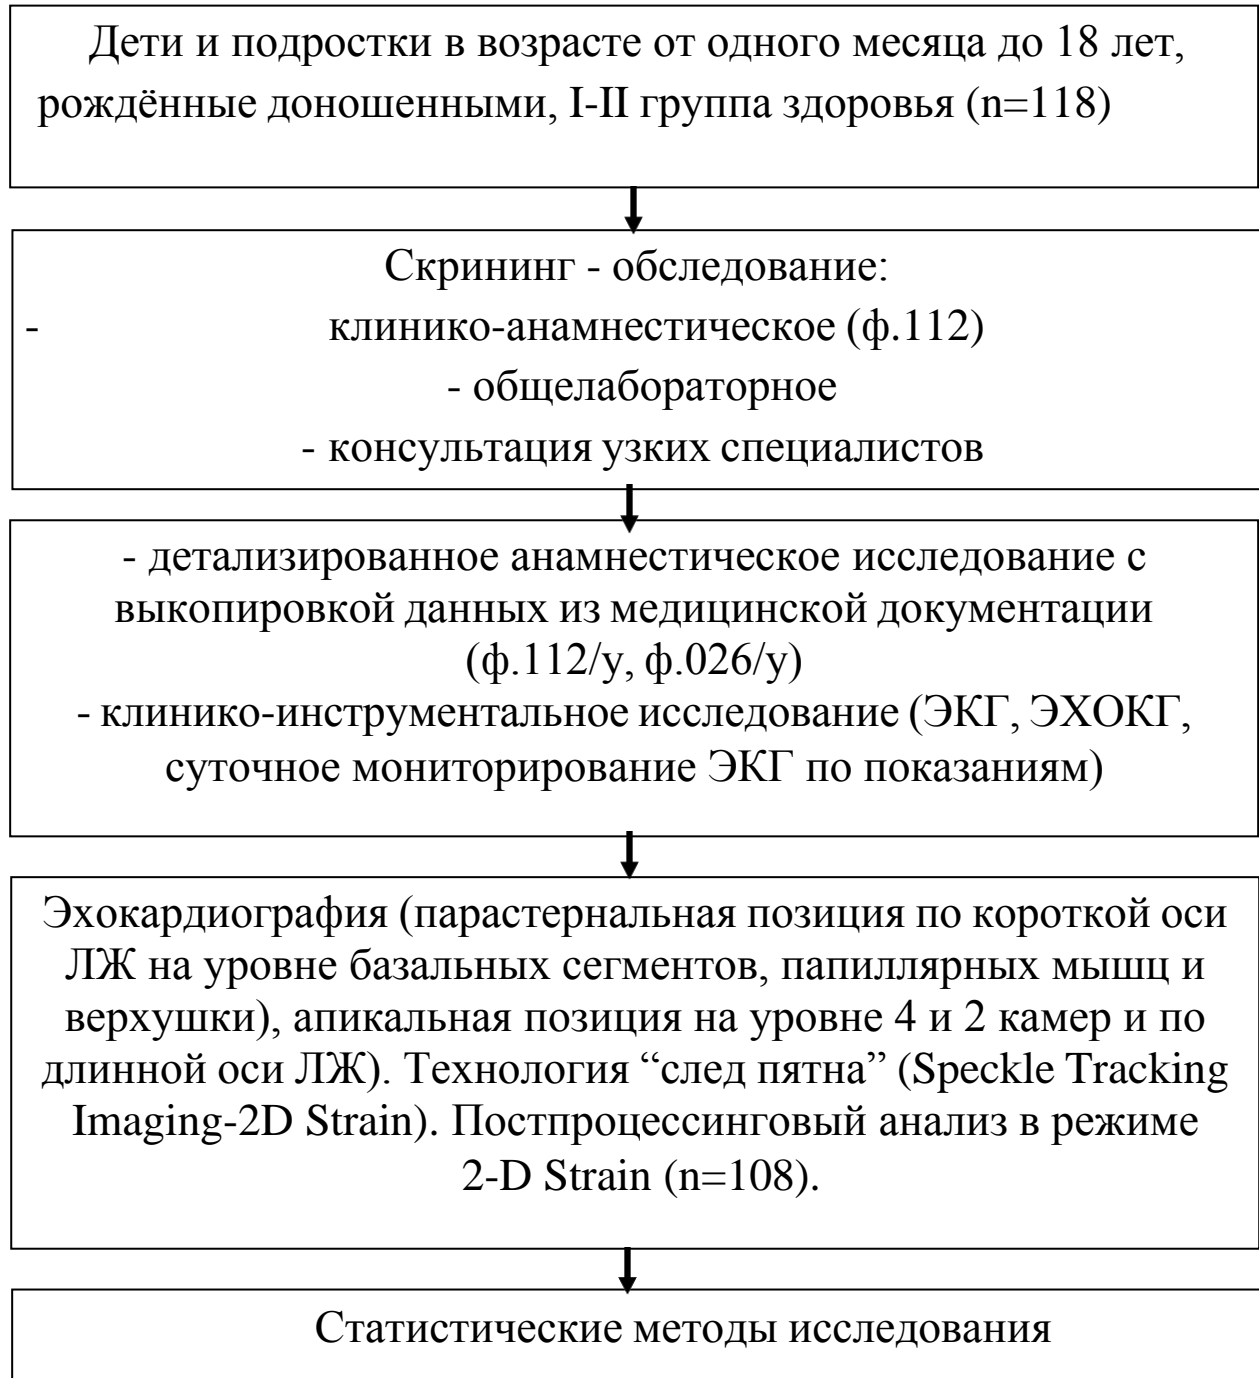 Дети и подростки в возрасте от одного месяца до 18 лет,
рождённые доношенными, I-II группа здоровья (n=118)
Скрининг - обследование:
- клинико-анамнестическое (ф.112)
- общелабораторное
- консультация узких специалистов
- детализированное анамнестическое исследование с
выкопировкой данных из медицинской документации
(ф.112/у, ф.026/у)
- клинико-инструментальное исследование (ЭКГ, ЭХОКГ,
суточное мониторирование ЭКГ по показаниям)
Эхокардиография (парастернальная позиция по короткой оси
ЛЖ на уровне базальных сегментов, папиллярных мышц и
верхушки), апикальная позиция на уровне 4 и 2 камер и по
длинной оси ЛЖ). Технология “след пятна” (Speckle Tracking
Imaging-2D Strain). Постпроцессинговый анализ в режиме
2-D Strain (n=108).
Статистические методы исследования